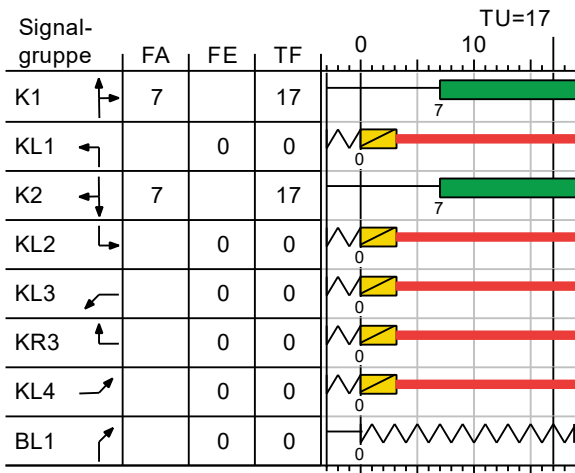 TU=17
Signal-
gruppe FA FE TF 0 10
K1 7 17
7
KL1 0 0
0
K2 7 17
7
KL2 0 0
0
KL3 0 0
0
KR3 0 0
0
KL4 0 0
0
BL1 0 0
0